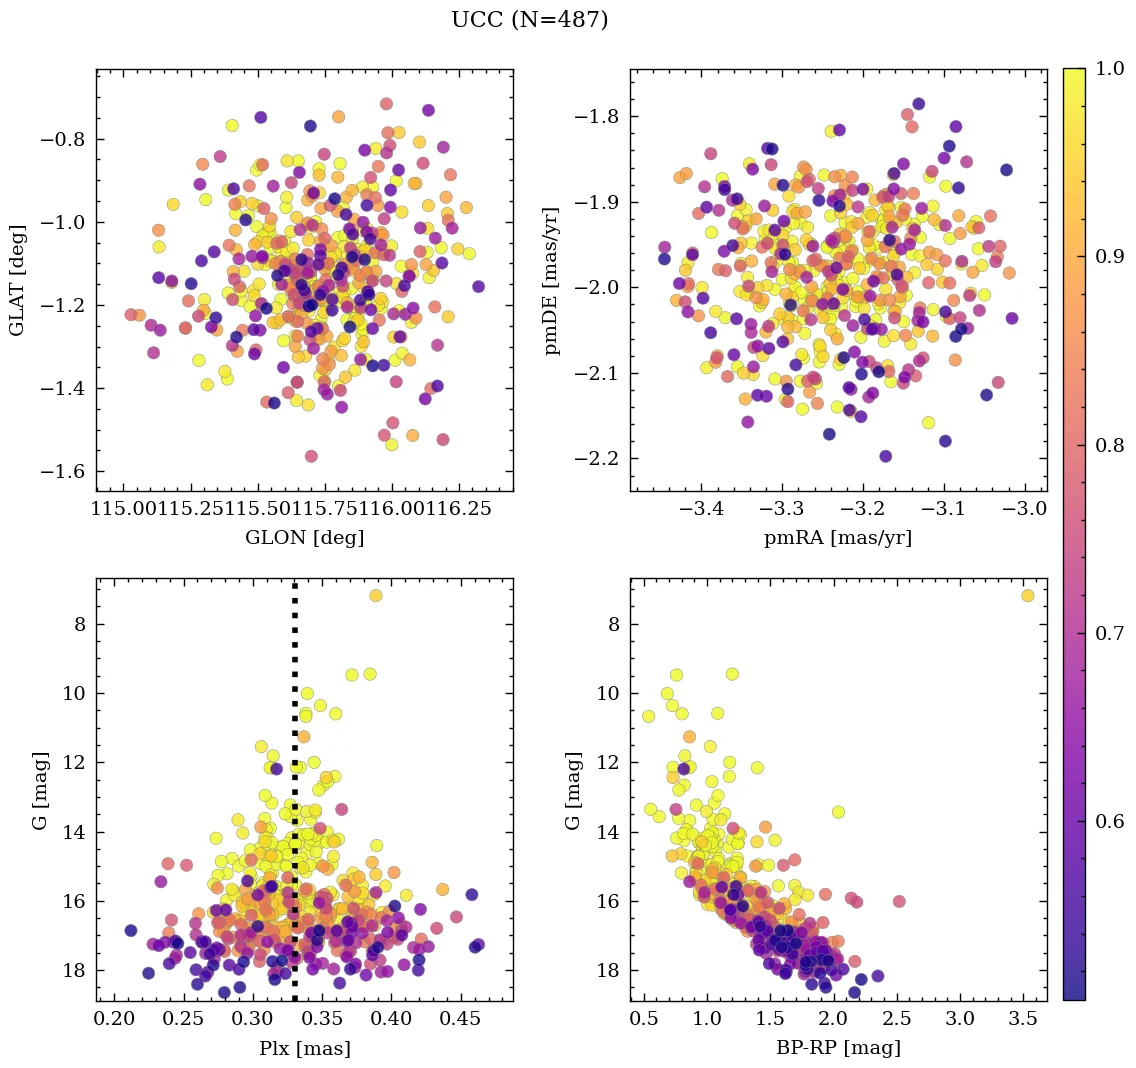 UCC (N=487)
−0.8
−1.0
−1.2
−1.4
−1.6
GLAT [deg]
115.00115.25115.50115.75116.00116.25
GLON [deg]
−1.8
−1.9
−2.0
−2.1
−2.2
pmDE [mas/yr]
−3.4 −3.3 −3.2 −3.1 −3.0
pmRA [mas/yr]
1.0
0.9
0.8
0.7
0.6
8
10
12
14
16
18
G [mag]
0.20 0.25 0.30 0.35 0.40 0.45
Plx [mas]
8
10
12
14
16
18
G [mag]
0.5 1.0 1.5 2.0 2.5 3.0 3.5
BP-RP [mag]